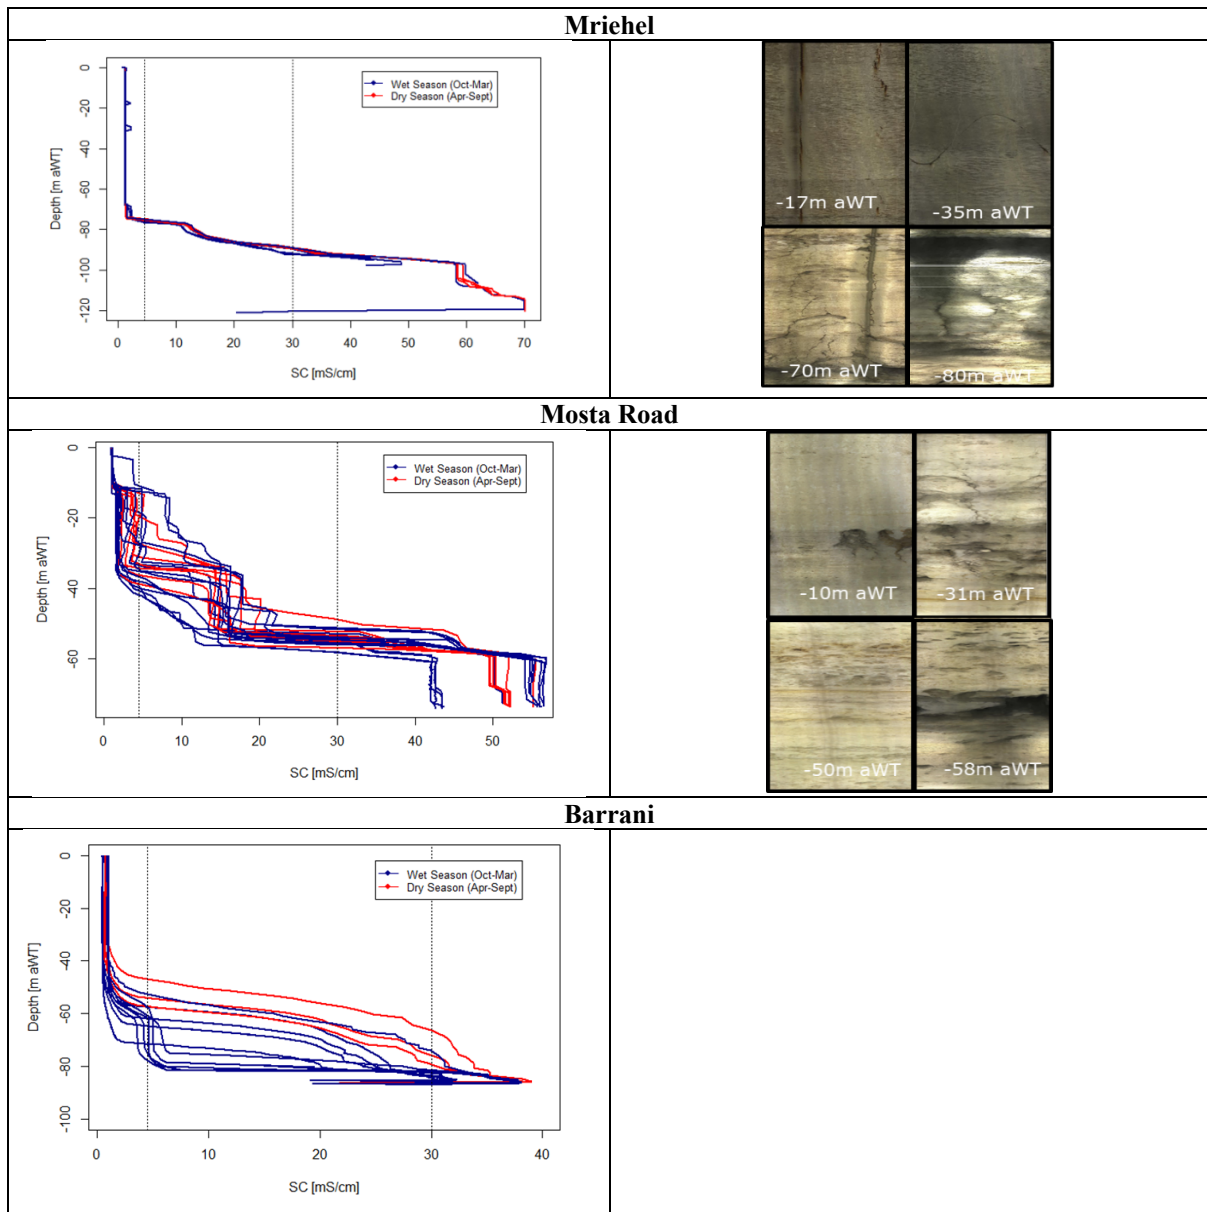 Mriehel
Wet Season (Oct-Mar)
Dry Season (Apr-Sept)
Depth [m aWT]
0
-20
-40
-60
-80
-100
-120
0 10 20 30 40 50 60 70
SC [mS/cm]
-17m aWT
-35m aWT
-70m aWT
-80m aWT
Mosta Road
Wet Season (Oct-Mar)
Dry Season (Apr-Sept)
Depth [m aWT]
0
-20
-40
-60
0 10 20 30 40 50
SC [mS/cm]
-10m aWT
-31m aWT
-50m aWT
-58m aWT
Barrani
Wet Season (Oct-Mar)
Dry Season (Apr-Sept)
Depth [m aWT]
0
-20
-40
-60
-80
-100
0 10 20 30 40
SC [mS/cm]